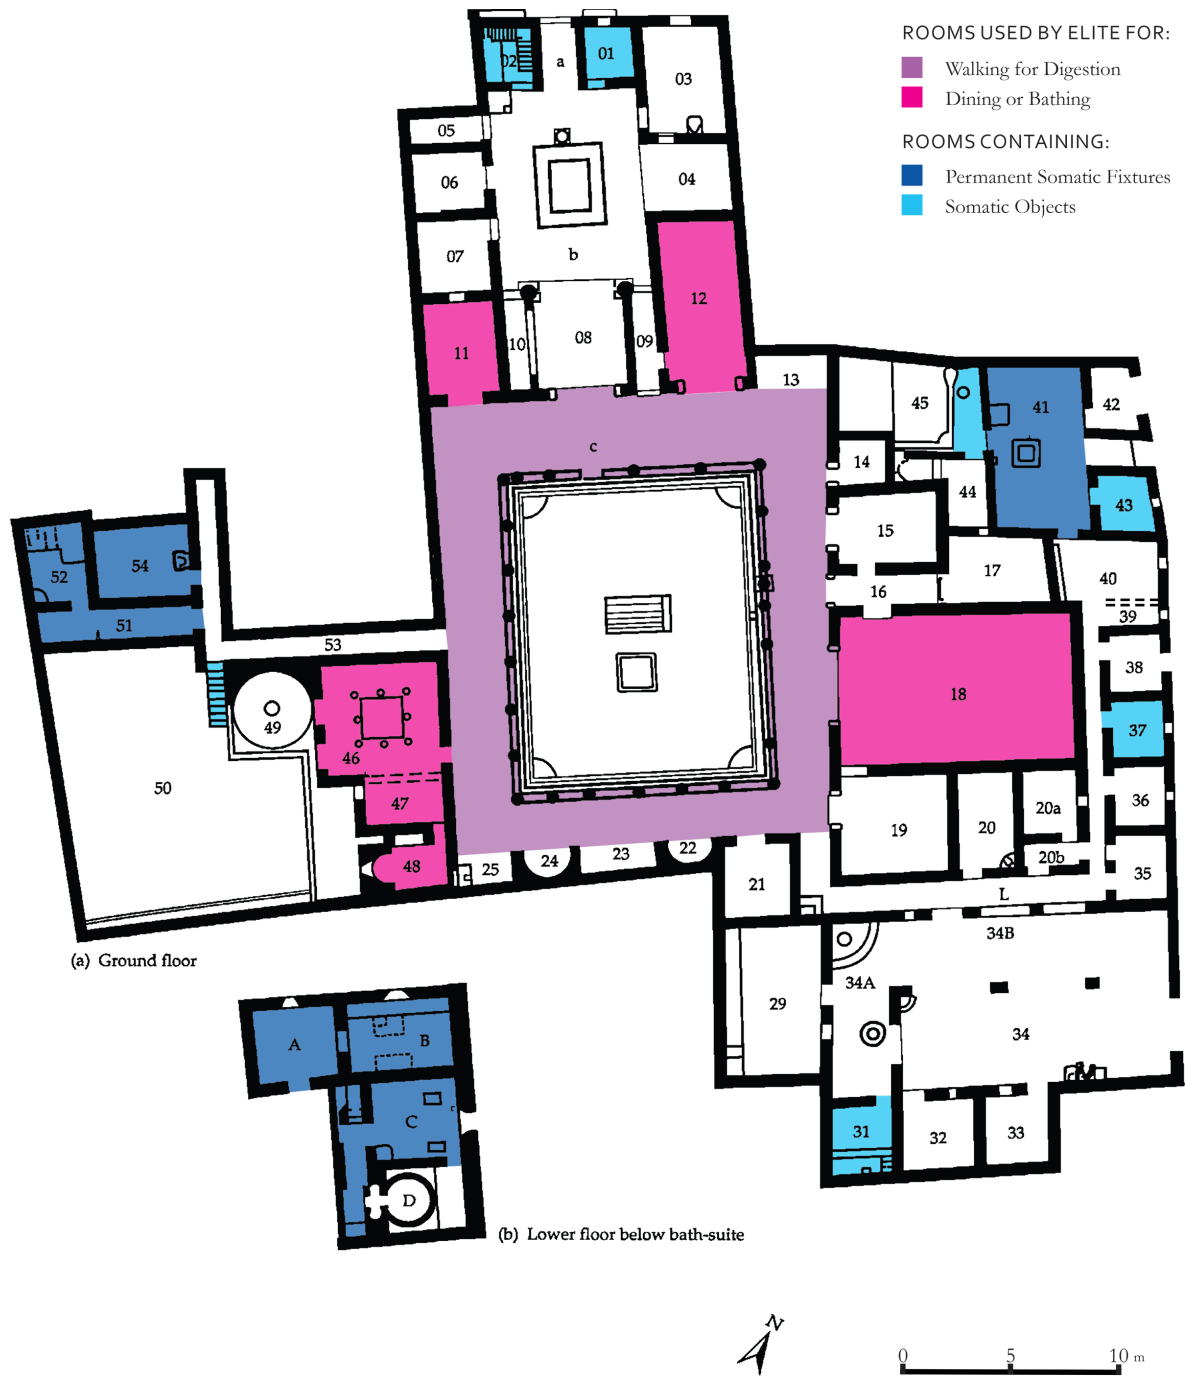 ROOMS USED BY ELITE FOR:
Walking for Digestion
Dining or Bathing
ROOMS CONTAINING:
Permanent Somatic Fixtures
Somatic Objects
02
a
01
03
05
06
04
07
b
12
11
10
08
09
13
45
41
42
c
14
44
43
15
54
52
16
17
40
39
51
53
38
18
49
37
46
50
47
36
20a
19
20
20b
48
25
24
23
22
35
21
L
34B
(a) Ground floor
34A
29
34
A
B
C
31
32
33
D
(b) Lower floor below bath-suite
N
0
5
10 m